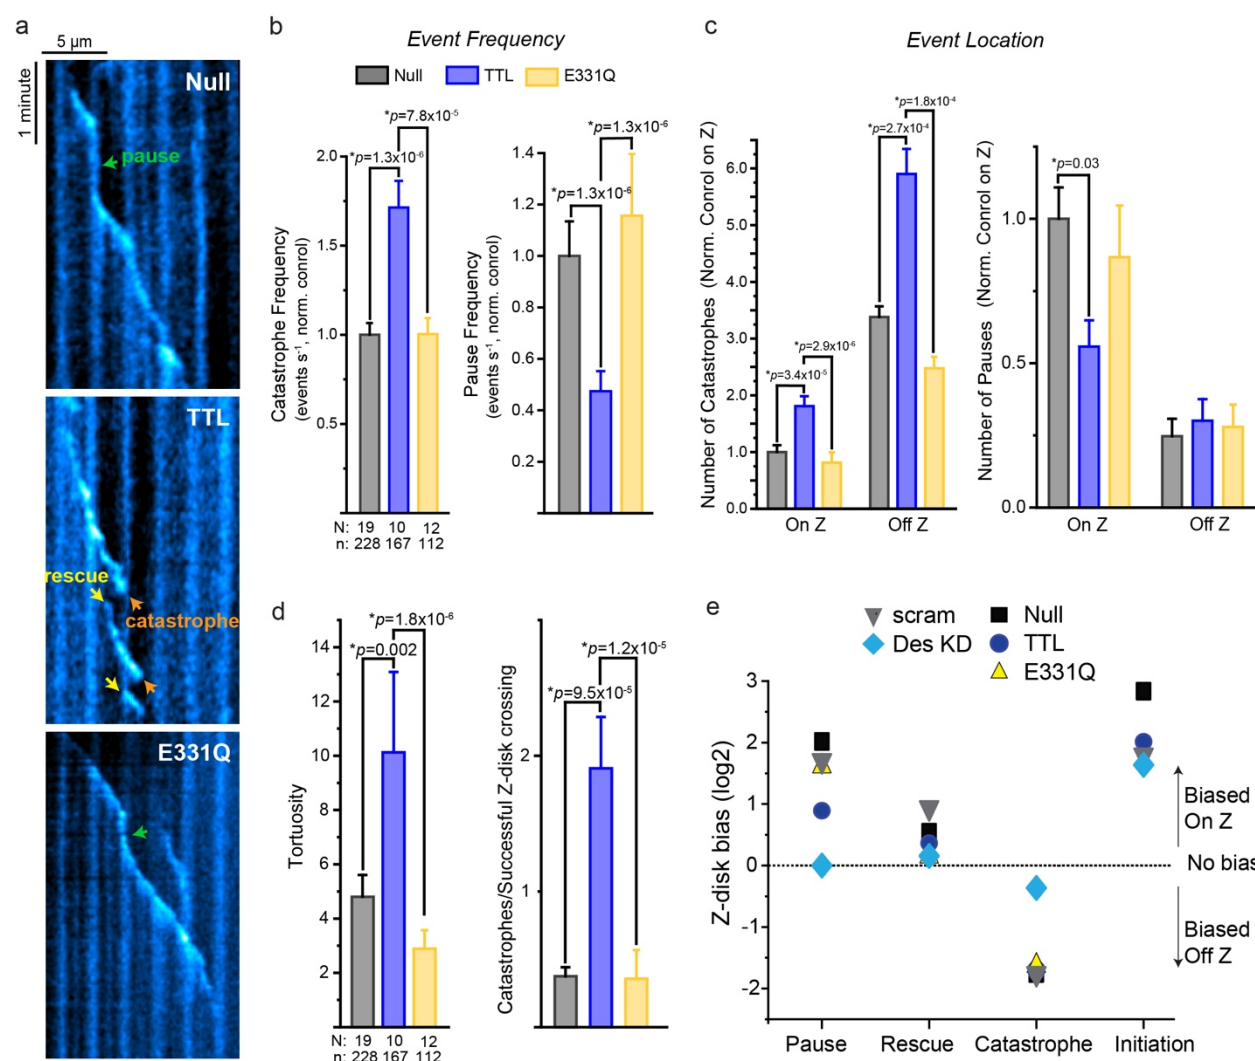 a
5 µm
1 minute
Null
pause
TTL
rescue
catastrophe
E331Q
b
Event Frequency
Null
TTL
E331Q
*p=7.8x10-5
*p=1.3x10-6
Catastrophe Frequency
(events s-1, norm. control)
2.0
1.5
1.0
0.5
N: 19 10 12
n: 228 167 112
*p=1.3x10-6
*p=1.3x10-6
Pause Frequency
(events s-1, norm. control)
1.4
1.2
1.0
0.8
0.6
0.4
0.2
c
Event Location
*p=1.8x10-4
*p=2.7x10-4
*p=2.9x10-6
*p=3.4x10-5
Number of Catastrophes (Norm. Conrol on Z)
6.0
5.0
4.0
3.0
2.0
1.0
0.0
On Z
Off Z
*p=0.03
Number of Pauses (Norm. Conrol on Z)
1.0
0.5
0.0
On Z
Off Z
d
*p=1.8x10-6
*p=0.002
Tortuosity
14
12
10
8
6
4
2
N: 19 10 12
n: 228 167 112
*p=1.2x10-5
*p=9.5x10-5
Catastrophes/Successful Z-disk crossing
2
1
e
scram
Null
Des KD
TTL
E331Q
Z-disk bias (log2)
3
2
1
0
-1
-2
Biased
On Z
No bias
Biased
Off Z
Pause
Rescue
Catastrophe
Initiation